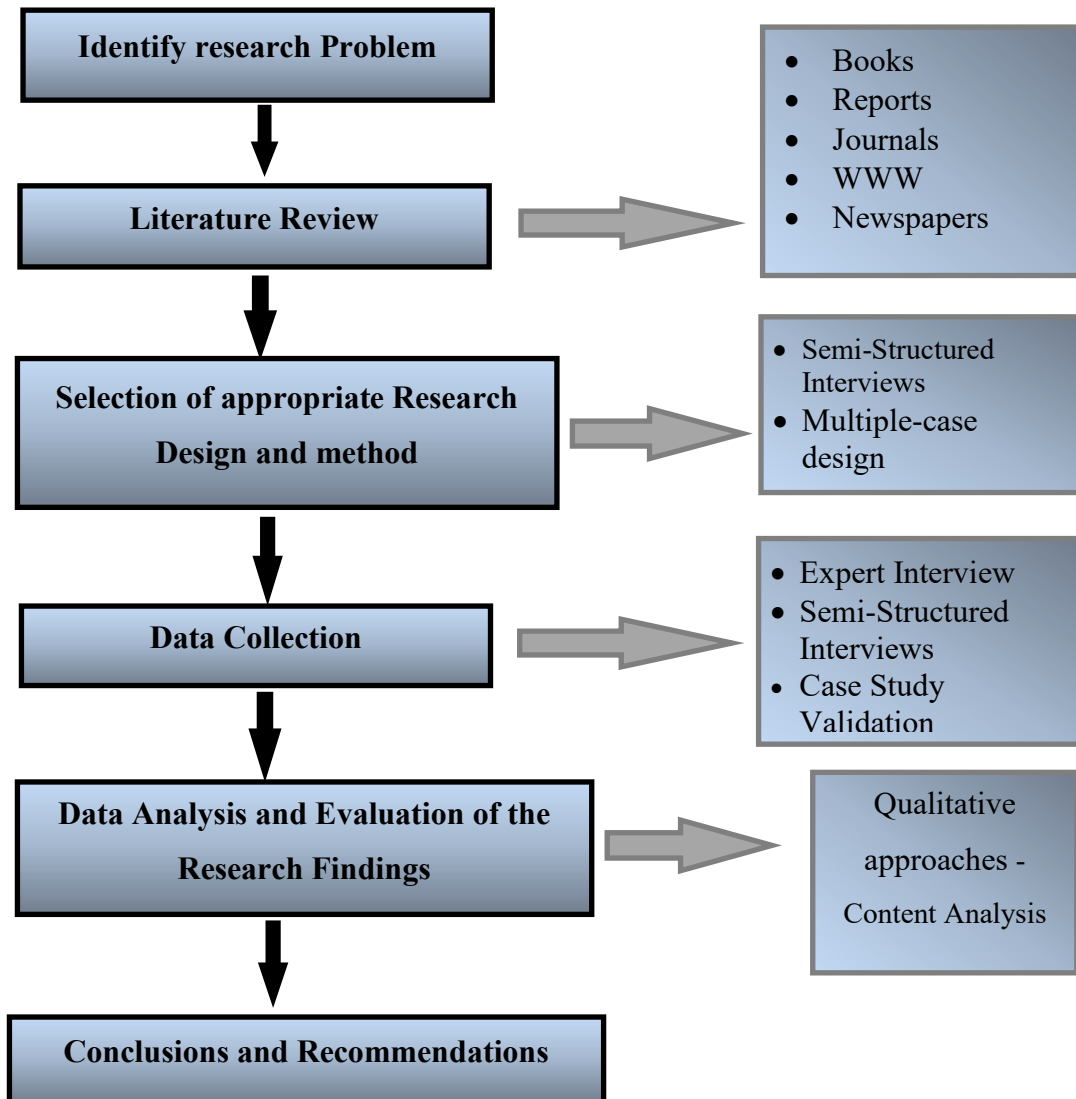 Identify research Problem
• Books
• Reports
• Journals
• WWW
• Newspapers
Literature Review
Selection of appropriate Research
Design and method
• Semi-Structured
Interviews
• Multiple-case
design
Data Collection
• Expert Interview
• Semi-Structured
Interviews
• Case Study
Validation
Data Analysis and Evaluation of the
Research Findings
Qualitative
approaches -
Content Analysis
Conclusions and Recommendations